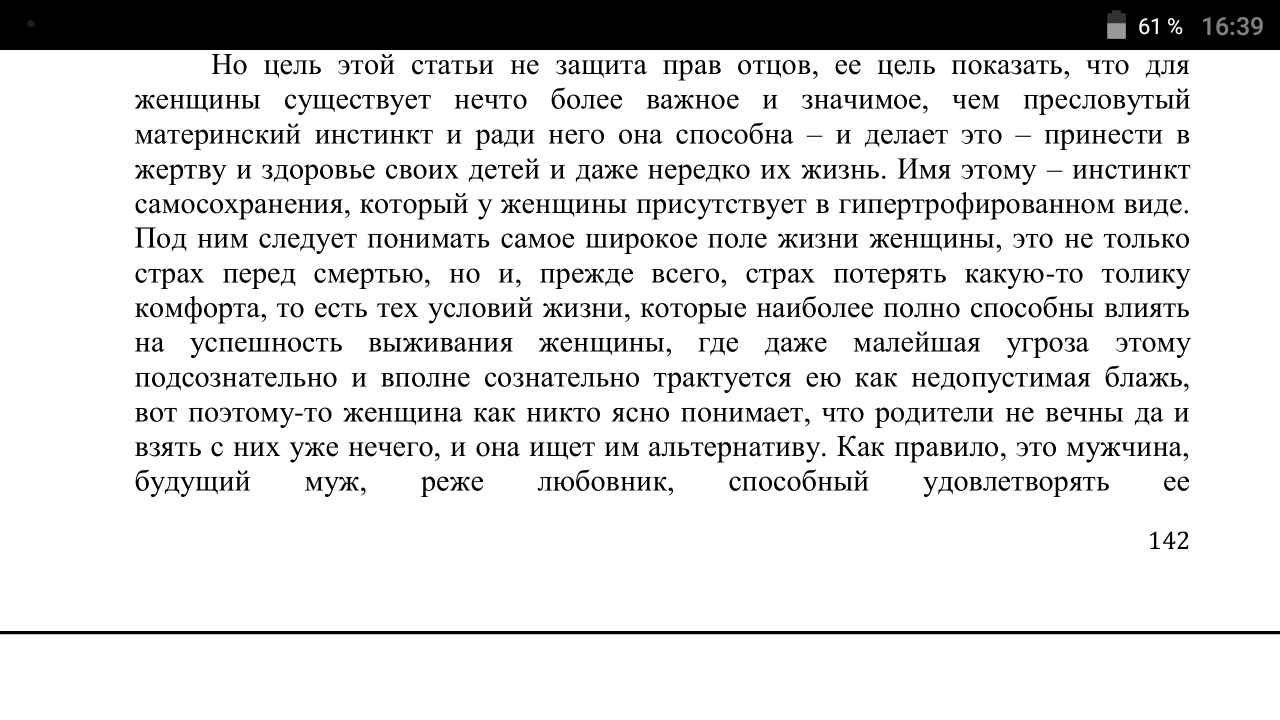 61 % 16:39
Но цель этой статьи не защита прав отцов, ее цель показать, что для
женщины существует нечто более важное и значимое, чем пресловутый
материнский инстинкт и ради него она способна – и делает это – принести в
жертву и здоровье своих детей и даже нередко их жизнь. Имя этому – инстинкт
самосохранения, который у женщины присутствует в гипертрофированном виде.
Под ним следует понимать самое широкое поле жизни женщины, это не только
страх перед смертью, но и, прежде всего, страх потерять какую-то толику
комфорта, то есть тех условий жизни, которые наиболее полно способны влиять
на успешность выживания женщины, где даже малейшая угроза этому
подсознательно и вполне сознательно трактуется ею как недопустимая блажь,
вот поэтому-то женщина как никто ясно понимает, что родители не вечны да и
взять с них уже нечего, и она ищет им альтернативу. Как правило, это мужчина,
будущий муж, реже любовник, способный удовлетворять ее
142